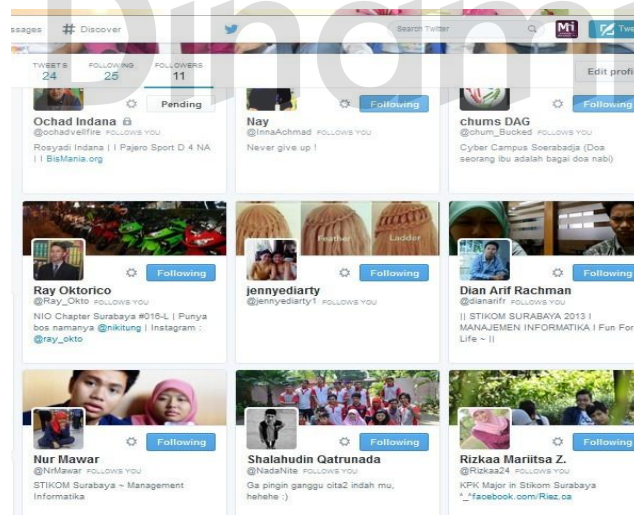 Dinami
ssages # Discover Search Twitter Mi Twe
TWEETS FOLLOWING FOLLOWERS
24 25 11 Edit profi
Pending
Ochad Indana
@ochadvellfire FOLLOWS YOU
Rosyadi Indana | | Pajero Sport D 4 NA
| | BisMania.org
Following
Nay
@InnaAchmad FOLLOWS YOU
Never give up !
Following
chums DAG
@chum_Bucked FOLLOWS YOU
Cyber Campus Soerabadja (Doa
seorang ibu adalah bagai doa nabi)
Following
Ray Oktorico
@Ray_Okto FOLLOWS YOU
NIO Chapter Surabaya #016-L | Punya
bos namanya @nikitung | Instagram :
@ray_okto
Feather Ladder
Following
jennyediarty
@jennyediarty1 FOLLOWS YOU
Following
Dian Arif Rachman
@dianarifr FOLLOWS YOU
|| STIKOM SURABAYA 2013 I
MANAJEMEN INFORMATIKA I Fun For
Life ~ ||
Following
Nur Mawar
@NrMawar FOLLOWS YOU
STIKOM Surabaya ~ Management
Informatika
Following
Shalahudin Qatrunada
@NadaNite FOLLOWS YOU
Ga pingin ganggu cita2 indah mu,
hehehe :)
Following
Rizkaa Mariitsa Z.
@Rizkaa24 FOLLOWS YOU
KPK Major in Stikom Surabaya
^_^facebook.com/Riez.ca